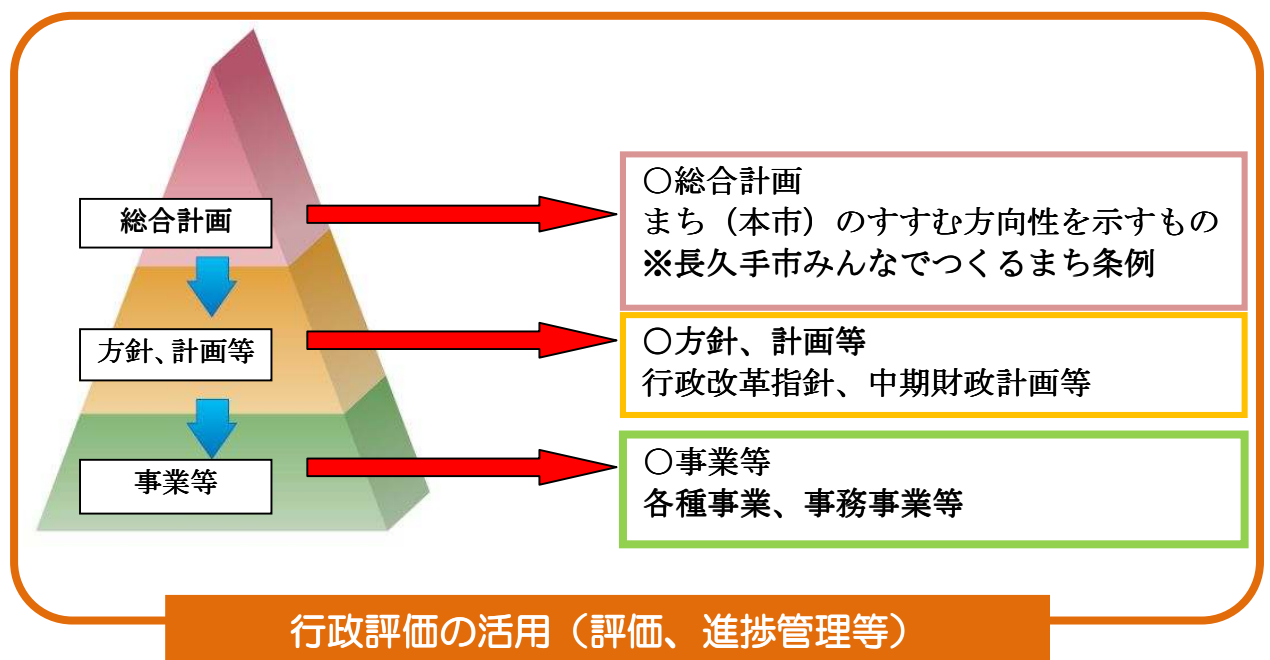 総合計画
方針、計画等
事業等
〇総合計画
まち（本市）のすすむ方向性を示すもの
※長久手市みんなでつくるまち条例
〇方針、計画等
行政改革指針、中期財政計画等
〇事業等
各種事業、事務事業等
行政評価の活用（評価、進捗管理等）